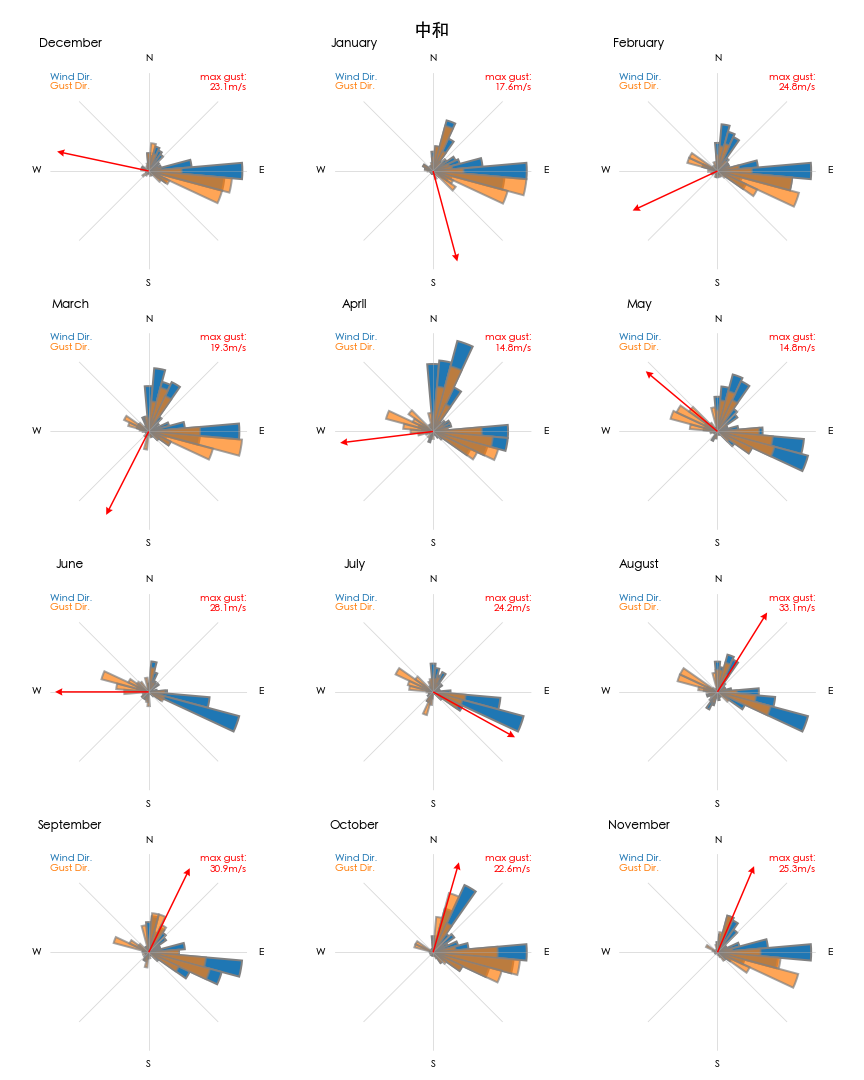 中和
December
January
February
N
N
N
Wind Dir.
Gust Dir.
max gust:
23.1m/s
Wind Dir.
Gust Dir.
max gust:
17.6m/s
Wind Dir.
Gust Dir.
max gust:
24.8m/s
W
E
W
E
W
E
S
S
S
March
April
May
N
N
N
Wind Dir.
Gust Dir.
max gust:
19.3m/s
Wind Dir.
Gust Dir.
max gust:
14.8m/s
Wind Dir.
Gust Dir.
max gust:
14.8m/s
W
E
W
E
W
E
S
S
S
June
July
August
N
N
N
Wind Dir.
Gust Dir.
max gust:
28.1m/s
Wind Dir.
Gust Dir.
max gust:
24.2m/s
Wind Dir.
Gust Dir.
max gust:
33.1m/s
W
E
W
E
W
E
S
S
S
September
October
November
N
N
N
Wind Dir.
Gust Dir.
max gust:
30.9m/s
Wind Dir.
Gust Dir.
max gust:
22.6m/s
Wind Dir.
Gust Dir.
max gust:
25.3m/s
W
E
W
E
W
E
S
S
S